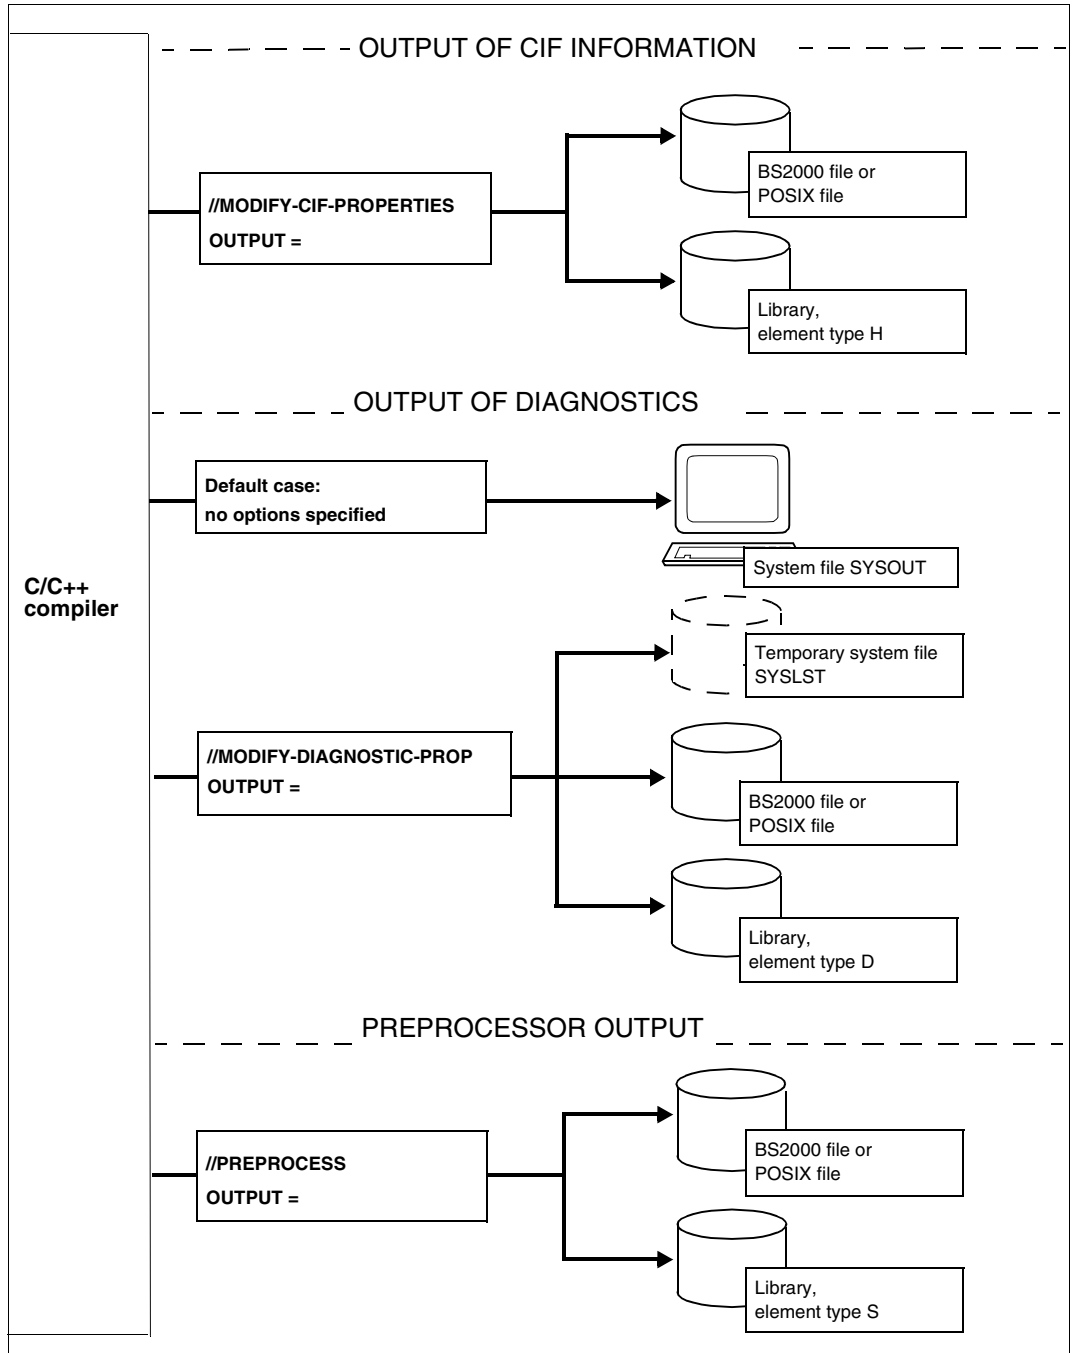 OUTPUT OF CIF INFORMATION
BS2000 file or
POSIX file
//MODIFY-CIF-PROPERTIES
OUTPUT =
Library,
element type H
OUTPUT OF DIAGNOSTICS
Default case:
no options specified
System file SYSOUT
C/C++
compiler
Temporary system file
SYSLST
//MODIFY-DIAGNOSTIC-PROP
OUTPUT =
BS2000 file or
POSIX file
Library,
element type D
PREPROCESSOR OUTPUT
BS2000 file or
POSIX file
//PREPROCESS
OUTPUT =
Library,
element type S